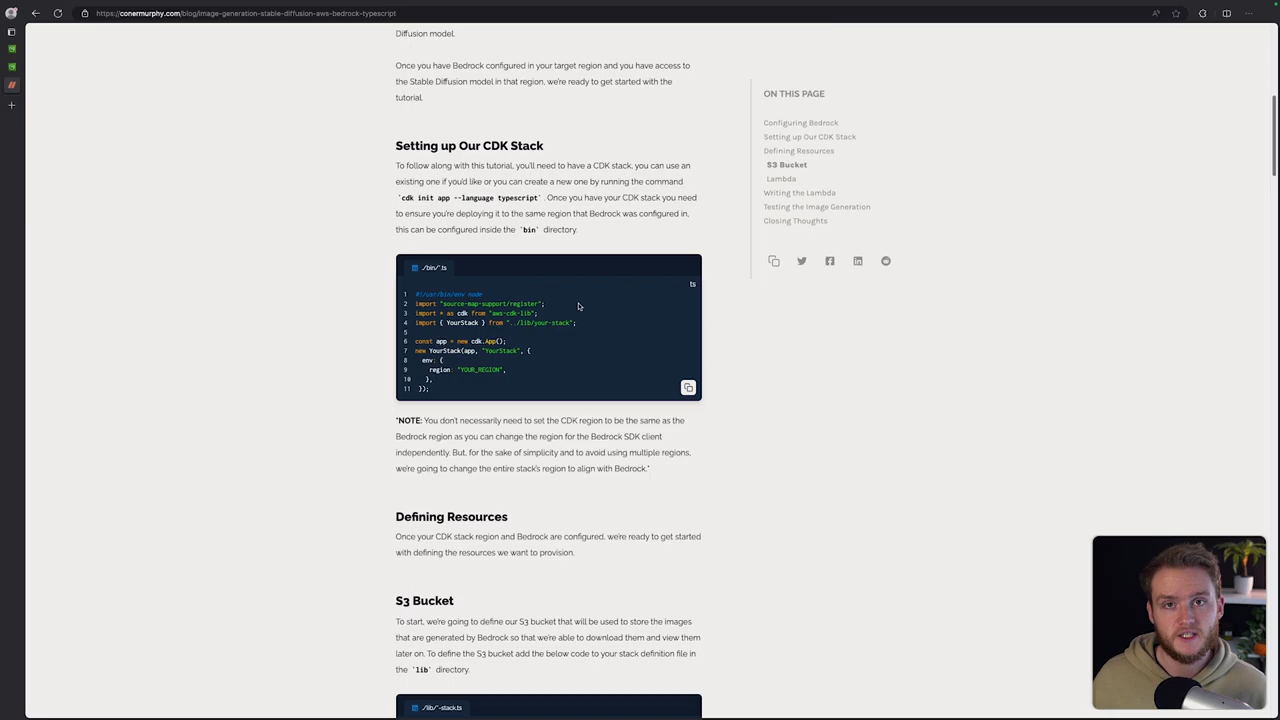 https://conermurphy.com/blog/image-generation-stable-diffusion-aws-bedrock-typescript
Diffusion model.
Once you have Bedrock configured in your target region and you have access to
the Stable Diffusion model in that region, we're ready to get started with the
tutorial.
Setting up Our CDK Stack
To follow along with this tutorial, you'll need to have a CDK stack, you can use an
existing one if you'd like or you can create a new one by running the command
`cdk init app --language typescript` . Once you have your CDK stack you need
to ensure you're deploying it to the same region that Bedrock was configured in,
this can be configured inside the `bin` directory.
./bin/*.ts
ts
1 #!/usr/bin/env node
2 import "source-map-support/register";
3 import * as cdk from "aws-cdk-lib";
4 import { YourStack } from "../lib/your-stack";
5
6 const app = new cdk.App();
7 new YourStack(app, "YourStack", {
8 env: {
9 region: "YOUR_REGION",
10 },
11 });
*NOTE: You don't necessarily need to set the CDK region to be the same as the
Bedrock region as you can change the region for the Bedrock SDK client
independently. But, for the sake of simplicity and to avoid using multiple regions,
we're going to change the entire stack's region to align with Bedrock.*
Defining Resources
Once your CDK stack region and Bedrock are configured, we're ready to get started
with defining the resources we want to provision.
S3 Bucket
To start, we're going to define our S3 bucket that will be used to store the images
that are generated by Bedrock so that we're able to download them and view them
later on. To define the S3 bucket add the below code to your stack definition file in
the `lib` directory.
./lib/*-stack.ts
ON THIS PAGE
Configuring Bedrock
Setting up Our CDK Stack
Defining Resources
S3 Bucket
Lambda
Writing the Lambda
Testing the Image Generation
Closing Thoughts